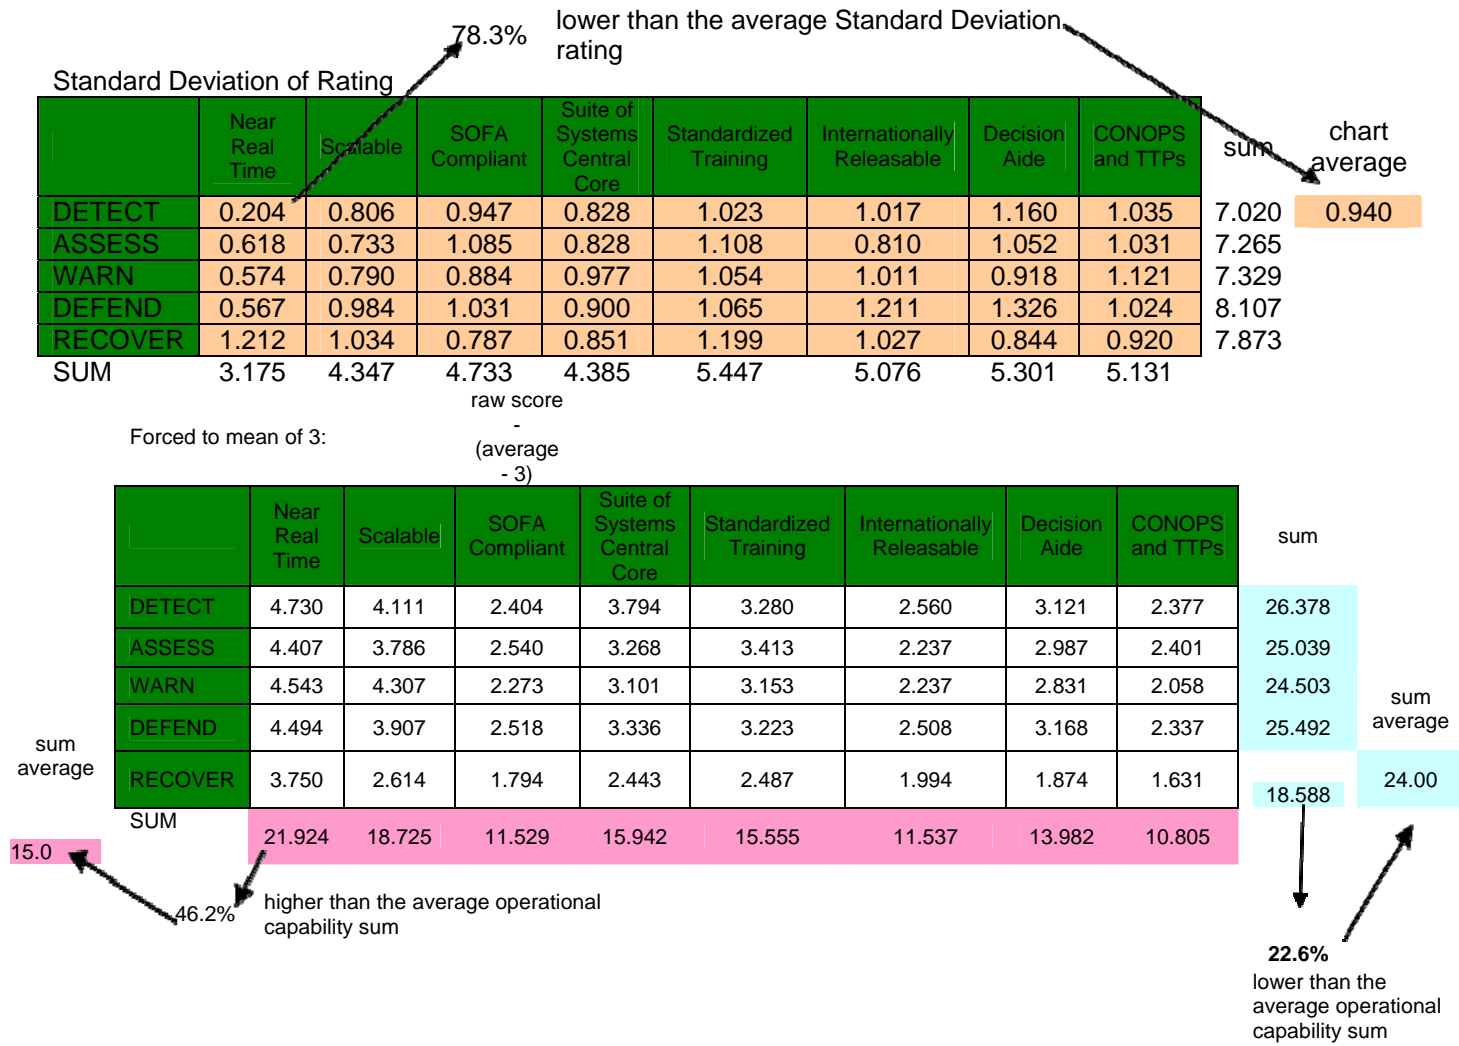 78.3%
lower than the average Standard Deviation
rating
Standard Deviation of Rating
Near Real Time Scalable SOFA Compliant Suite of Systems Central Core Standardized Training Internationally Releasable Decision Aide CONOPS and TTPs sum chart average
DETECT 0.204 0.806 0.947 0.828 1.023 1.017 1.160 1.035 7.020 0.940
ASSESS 0.618 0.733 1.085 0.828 1.108 0.810 1.052 1.031 7.265
WARN 0.574 0.790 0.884 0.977 1.054 1.011 0.918 1.121 7.329
DEFEND 0.567 0.984 1.031 0.900 1.065 1.211 1.326 1.024 8.107
RECOVER 1.212 1.034 0.787 0.851 1.199 1.027 0.844 0.920 7.873
SUM 3.175 4.347 4.733 4.385 5.447 5.076 5.301 5.131
raw score
-
(average
- 3)
Forced to mean of 3:
Near Real Time Scalable SOFA Compliant Suite of Systems Central Core Standardized Training Internationally Releasable Decision Aide CONOPS and TTPs sum
DETECT 4.730 4.111 2.404 3.794 3.280 2.560 3.121 2.377 26.378
ASSESS 4.407 3.786 2.540 3.268 3.413 2.237 2.987 2.401 25.039
WARN 4.543 4.307 2.273 3.101 3.153 2.237 2.831 2.058 24.503
DEFEND 4.494 3.907 2.518 3.336 3.223 2.508 3.168 2.337 25.492
sum
average
RECOVER 3.750 2.614 1.794 2.443 2.487 1.994 1.874 1.631 18.588 24.00
sum
average
SUM 21.924 18.725 11.529 15.942 15.555 11.537 13.982 10.805
15.0
46.2%
higher than the average operational
capability sum
22.6%
lower than the
average operational
capability sum